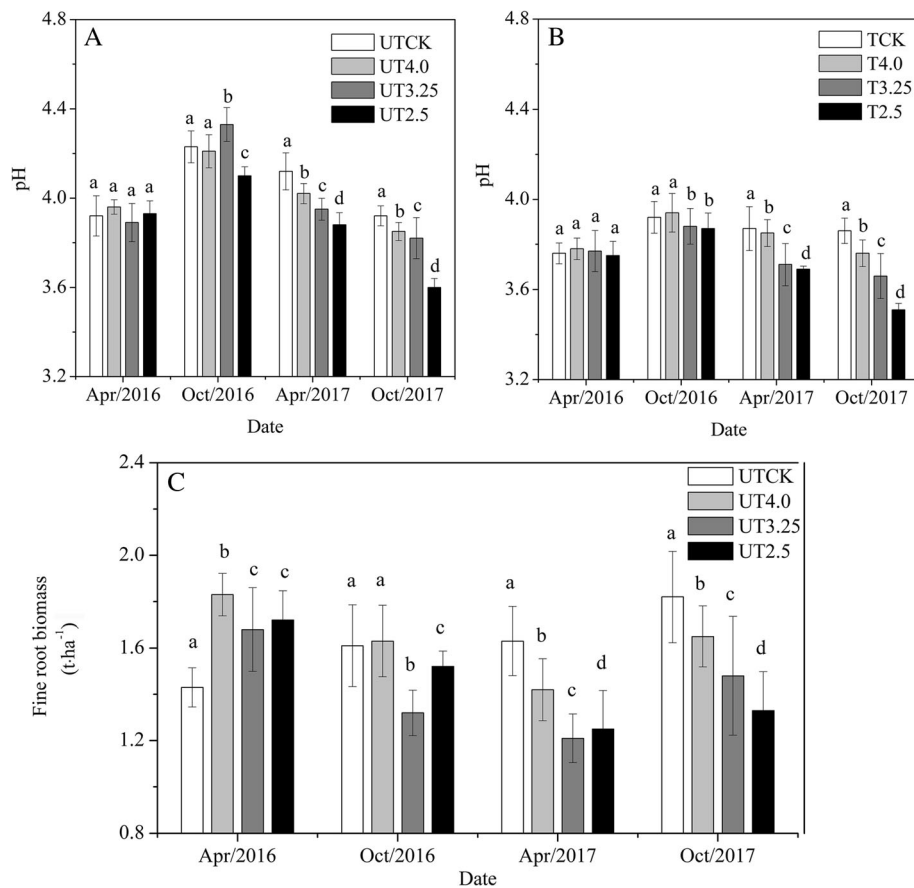 A
UTCK
UT4.0
UT3.25
UT2.5
4.8
4.4
4.0
3.6
3.2
pH
a a a a
a a b c
a b c d
a b c d
Apr/2016 Oct/2016 Apr/2017 Oct/2017
Date
B
TCK
T4.0
T3.25
T2.5
4.8
4.4
4.0
3.6
3.2
pH
a a a a
a a b b
a b c d
a b c d
Apr/2016 Oct/2016 Apr/2017 Oct/2017
Date
C
UTCK
UT4.0
UT3.25
UT2.5
2.4
2.0
1.6
1.2
0.8
Fine root biomass
(t·ha⁻¹)
a b c c
a a b c
a b c d
a b c d
Apr/2016 Oct/2016 Apr/2017 Oct/2017
Date